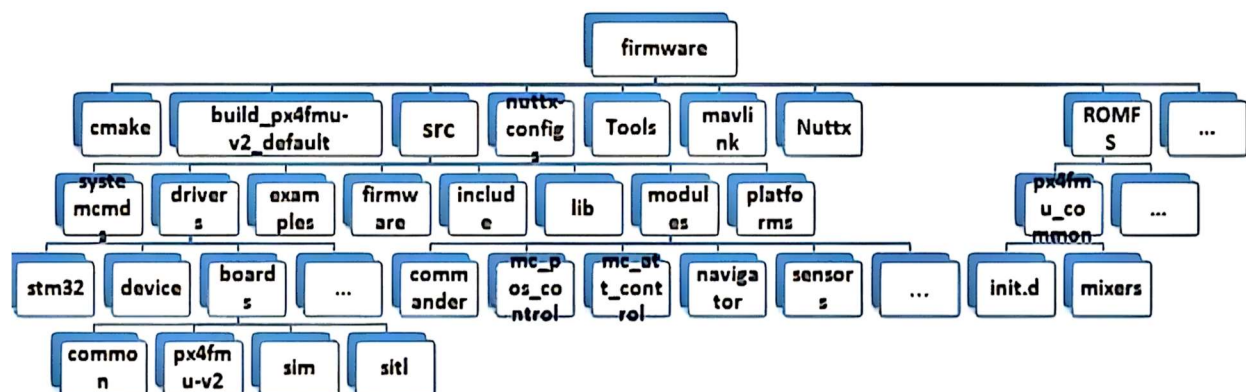 firmware
cmake
build_px4fmu-
v2_default
src
nuttx-
config
s
Tools
mavli
nk
Nuttx
ROMF
S
...
syste
mcmd
s
driver
s
exam
ples
firmw
are
includ
e
lib
modul
es
platfo
rms
px4fm
u_co
mmon
...
stm32
device
board
s
...
comm
ander
mc_p
os_co
ntrol
mc_at
t_cont
rol
naviga
tor
sensor
s
...
init.d
mixers
commo
n
px4fm
u-v2
sim
sitl